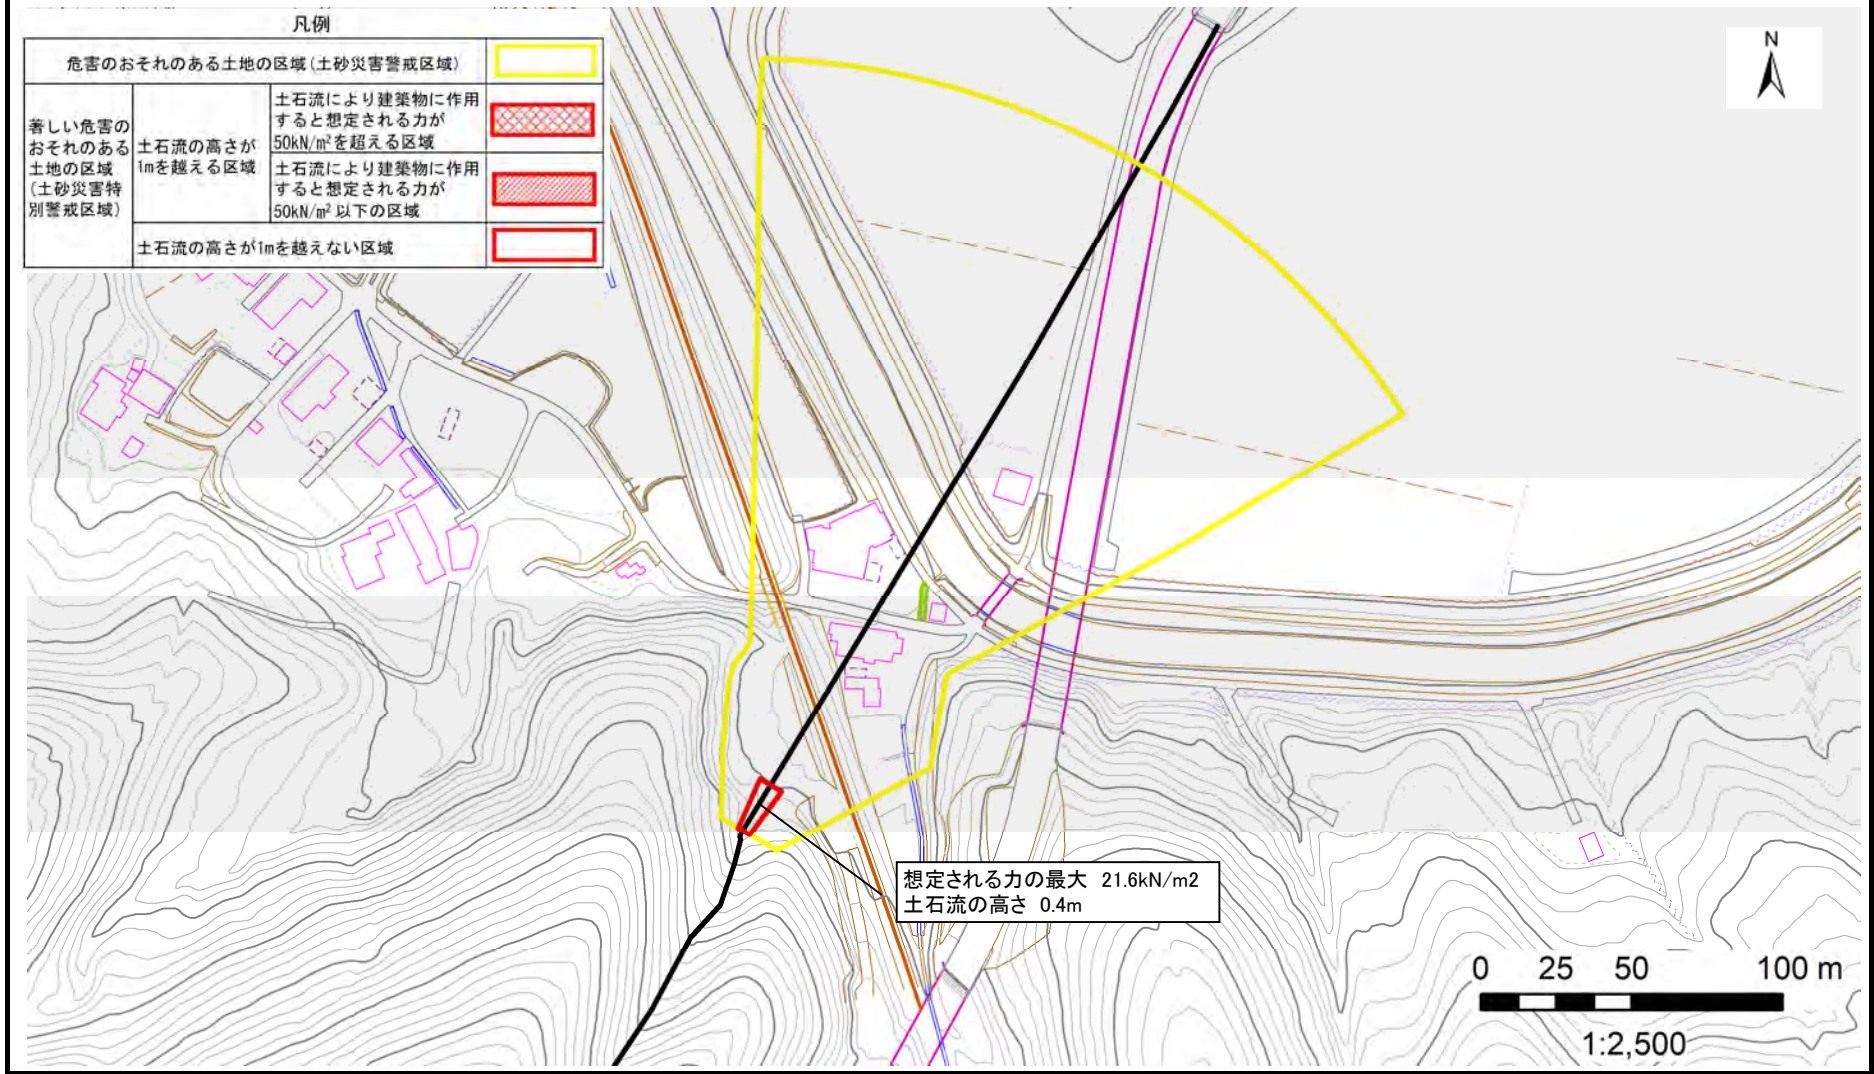 凡例
危害のおそれのある土地の区域(土砂災害警戒区域)
著しい危害の
おそれのある
土地の区域
(土砂災害特
別警戒区域)
土石流の高さが
1mを越える区域
土石流により建築物に作用
すると想定される力が
50kN/m²を超える区域
土石流により建築物に作用
すると想定される力が
50kN/m²以下の区域
土石流の高さが1mを越えない区域
N
想定される力の最大 21.6kN/m2
土石流の高さ 0.4m
0 25 50 100 m
1:2,500